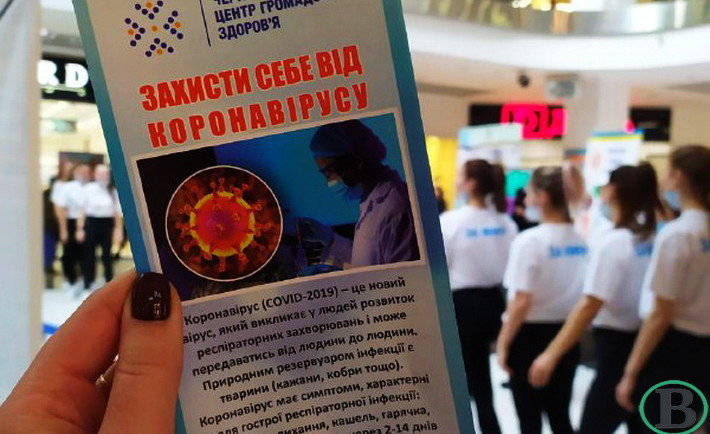 ЦЕНТР ГРОМАДСЬКОГО
ЗДОРОВ'Я
ЗАХИСТИ СЕБЕ ВІД
КОРОНАВІРУСУ
Коронавірус (COVID-2019) – це новий
вірус, який викликає у людей розвиток
респіраторних захворювань і може
передаватись від людини до людини.
Природним резервуаром інфекції є
тварини (кажани, кобри тощо).
Коронавірус має симптоми, характерні
для гострої респіраторної інфекції:
кашель, гарячка,
через 2-14 днів
B